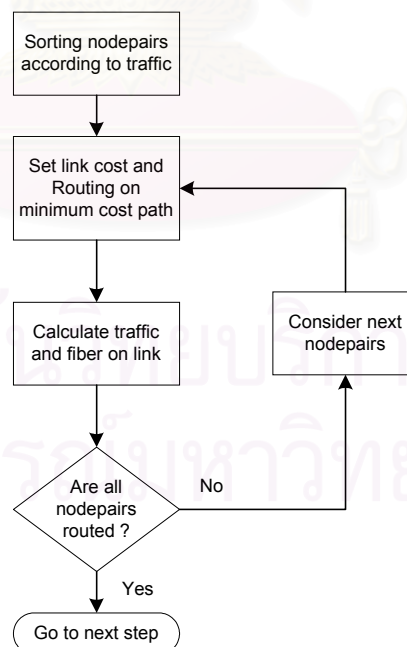 Sorting nodepairs
according to traffic
Set link cost and
Routing on
minimum cost path
Calculate traffic
and fiber on link
Consider next
nodepairs
Are all
nodepairs
routed ?
No
Yes
Go to next step